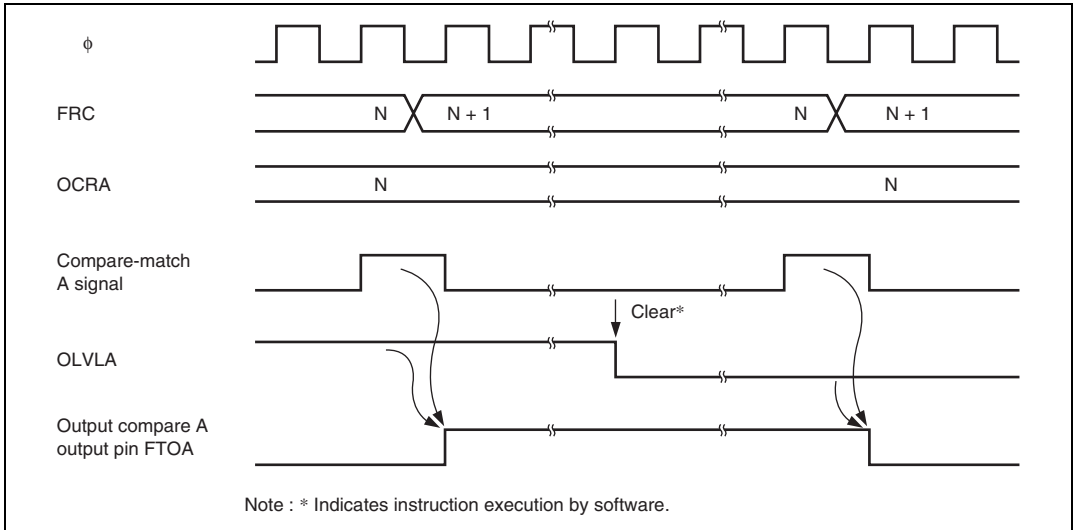 ϕ
FRC
N
N + 1
N
N + 1
OCRA
N
N
Compare-match
A signal
Clear*
OLVLA
Output compare A
output pin FTOA
Note : * Indicates instruction execution by software.